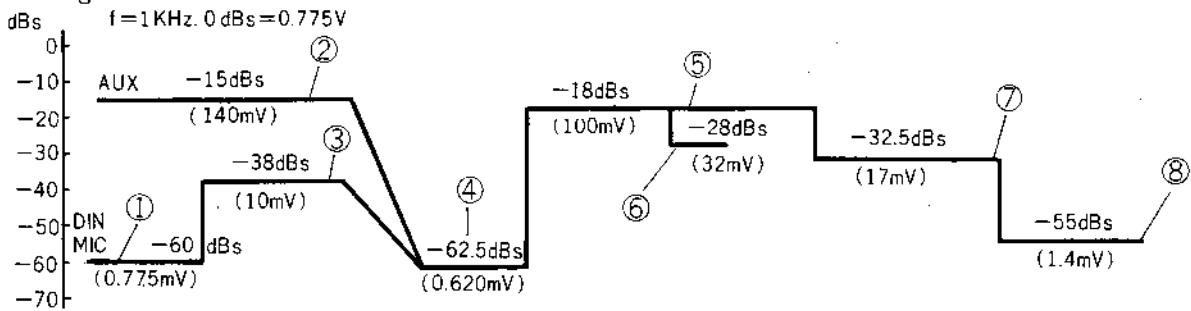 dBs
f=1KHz. 0 dBs=0.775V
0
-10
-20
-30
-40
-50
-60
-70
AUX
-15dBs
(140mV)
②
-38dBs
(10mV)
③
DIN
MIC
①
-60 dBs
(0.775mV)
④
-62.5dBs
(0.620mV)
-18dBs
(100mV)
⑤
-28dBs
(32mV)
⑥
-32.5dBs
(17mV)
⑦
-55dBs
(1.4mV)
⑧